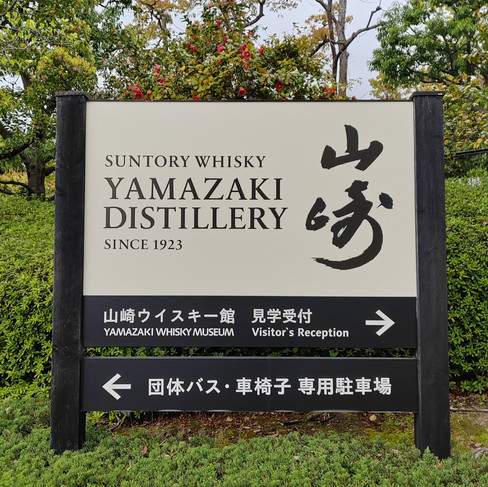 SUNTORY WHISKY
YAMAZAKI
DISTILLERY
SINCE 1923
山崎
山崎ウイスキー館 見学受付 →
YAMAZAKI WHISKY MUSEUM Visitor`s Reception
← 団体バス・車椅子 専用駐車場